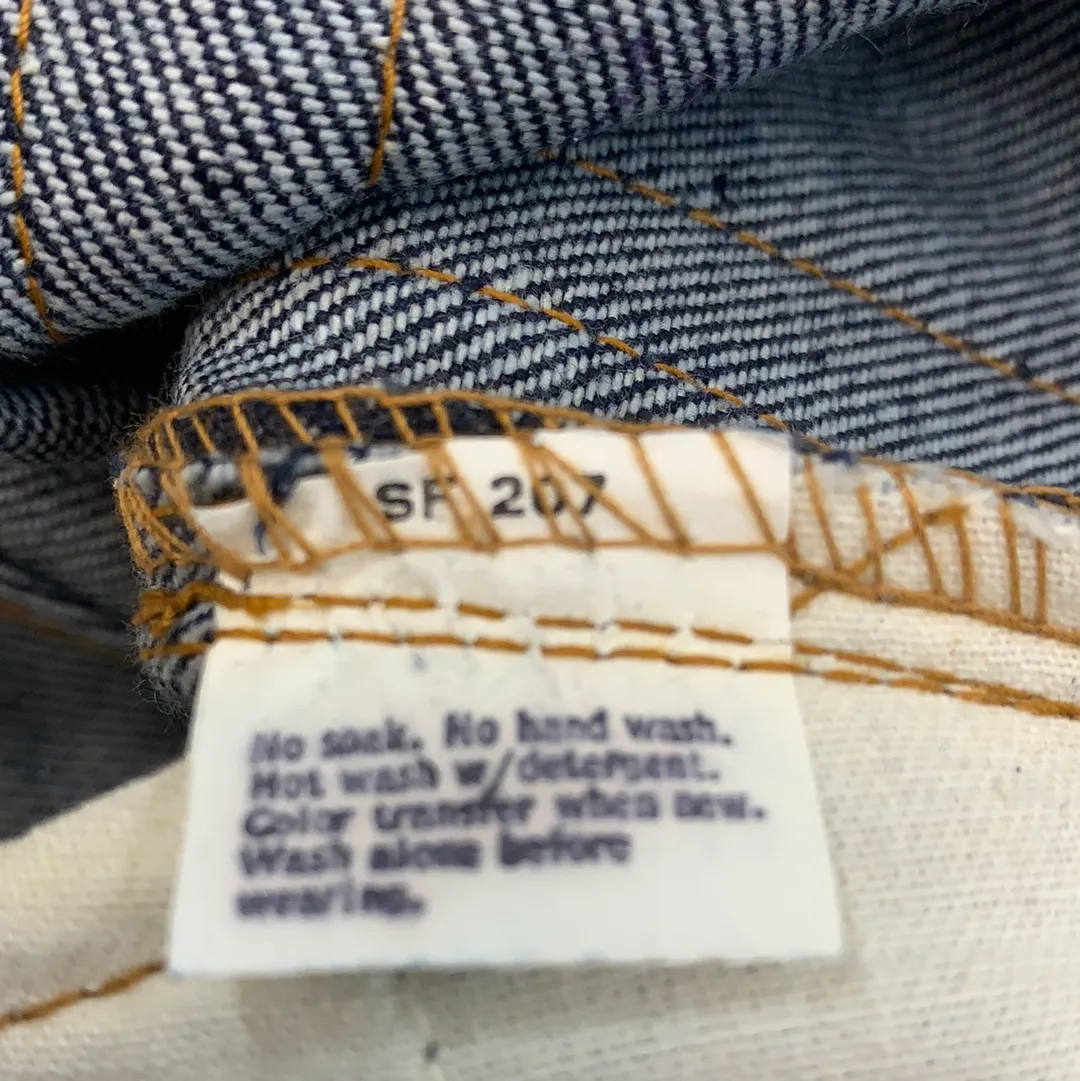 SF 207
No soak. No hand wash.
Hot wash w/detergent.
Color transfer when new.
Wash alone before
wearing.